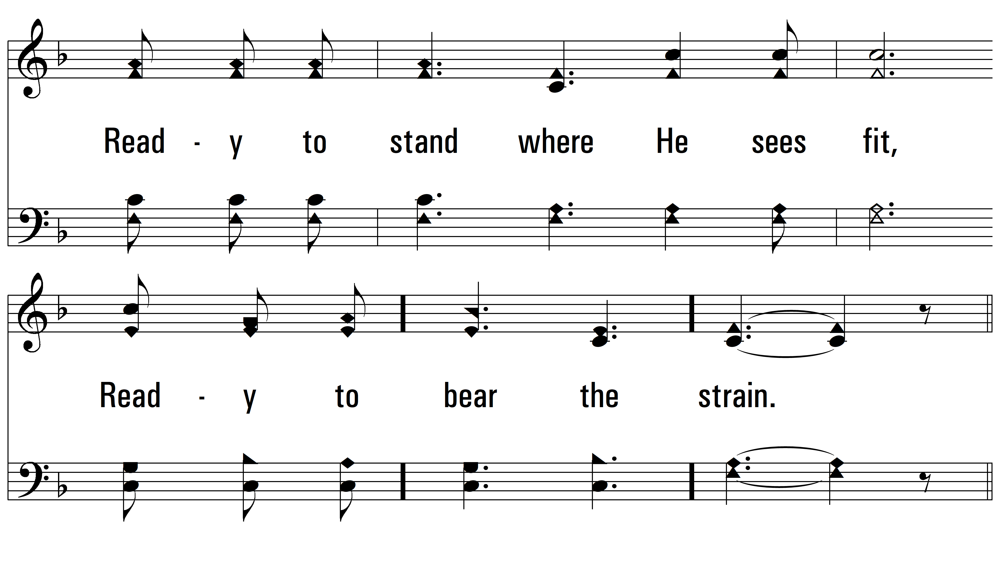 Read - y to stand where He sees fit,
Read - y to bear the strain.